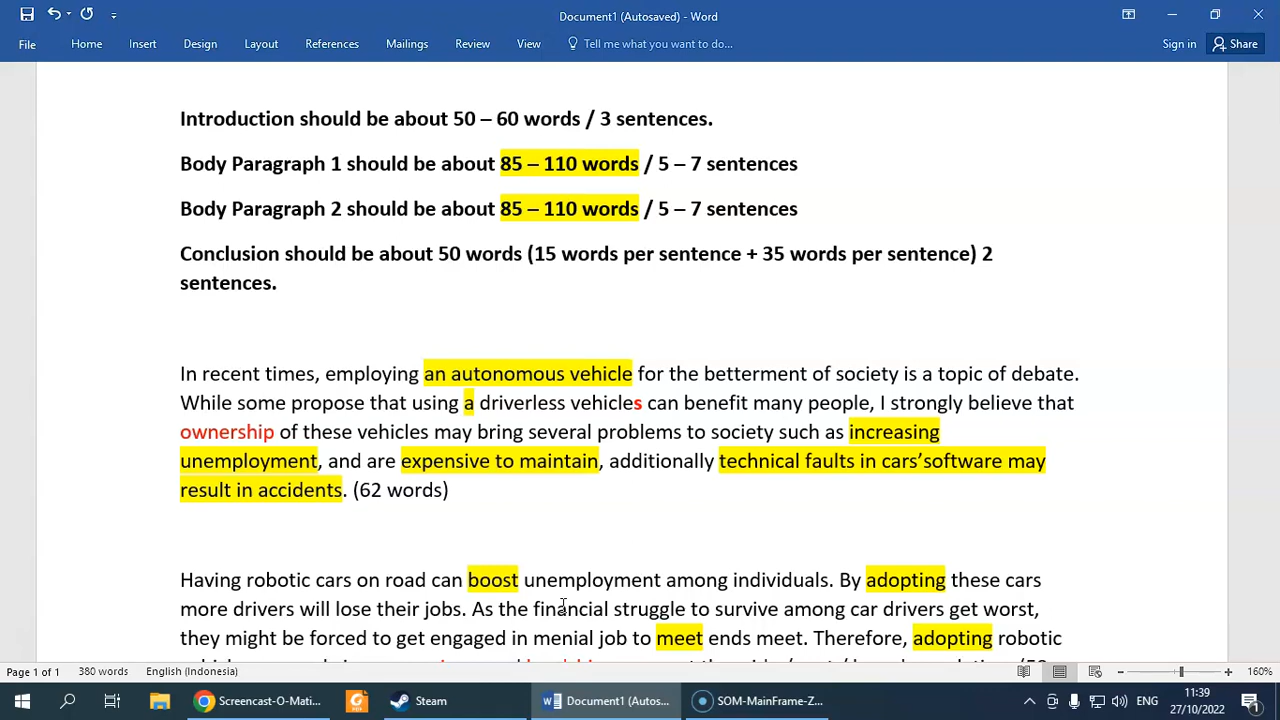 Document1 (Autosaved) - Word
File Home Insert Design Layout References Mailings Review View Tell me what you want to do... Sign in Share
Introduction should be about 50 – 60 words / 3 sentences.
Body Paragraph 1 should be about 85 – 110 words / 5 – 7 sentences
Body Paragraph 2 should be about 85 – 110 words / 5 – 7 sentences
Conclusion should be about 50 words (15 words per sentence + 35 words per sentence) 2
sentences.
In recent times, employing an autonomous vehicle for the betterment of society is a topic of debate.
While some propose that using a driverless vehicles can benefit many people, I strongly believe that
ownership of these vehicles may bring several problems to society such as increasing
unemployment, and are expensive to maintain, additionally technical faults in cars’software may
result in accidents. (62 words)
Having robotic cars on road can boost unemployment among individuals. By adopting these cars
more drivers will lose their jobs. As the financial struggle to survive among car drivers get worst,
they might be forced to get engaged in menial job to meet ends meet. Therefore, adopting robotic
Page 1 of 1 380 words English (Indonesia) 160%
Screencast-O-Mati... Steam Document1 (Autos... SOM-MainFrame-Z... ENG 11:39
27/10/2022